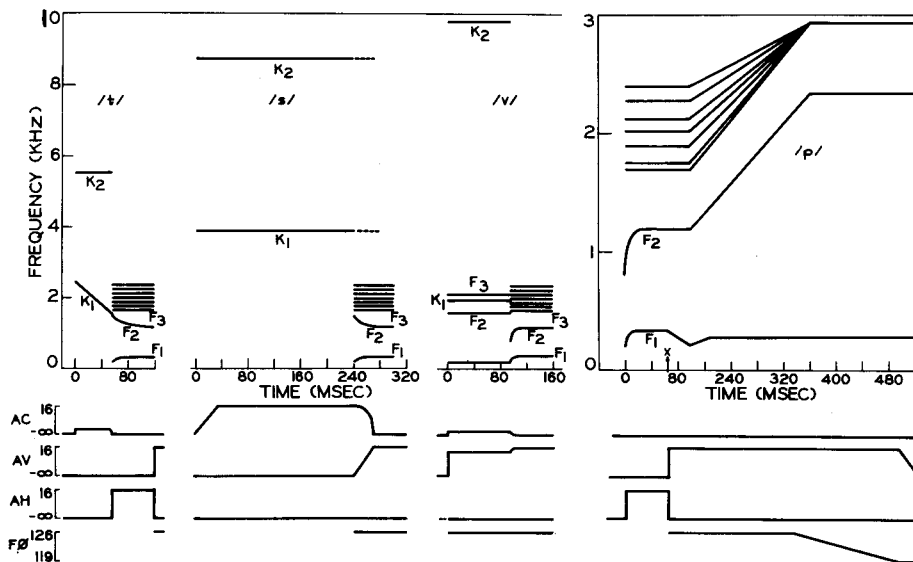 10
8
6
4
2
0
FREQUENCY (KHz)
/t/
K2
K1
F3
F2
F1
0 80
K2
/s/
K1
F3
F2
F1
0 80 240 320
TIME (MSEC)
K2
/v/
F3
K1
F2
F3
F2
F1
0 80 160
3
2
1
0
/p/
F2
F1
X
0 80 240 400
TIME (MSEC)
AC 16
-∞
AV 16
-∞
AH 16
-∞
FØ 126
119